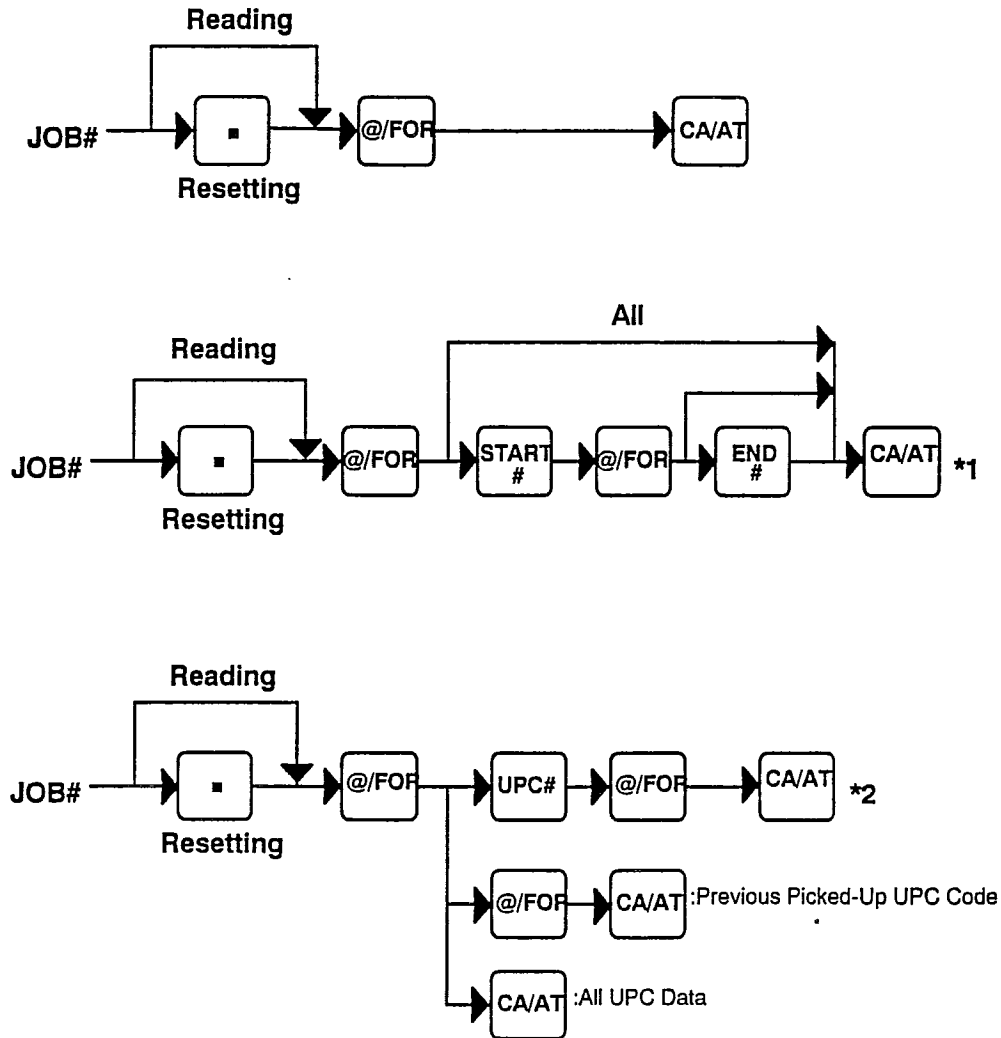 Reading
JOB# ■ @/FOR CA/AT
Resetting
All
Reading
JOB# ■ @/FOR START # @/FOR END # CA/AT *1
Resetting
Reading
JOB# ■ @/FOR UPC# @/FOR CA/AT *2
Resetting
@/FOR CA/AT :Previous Picked-Up UPC Code
CA/AT :All UPC Data